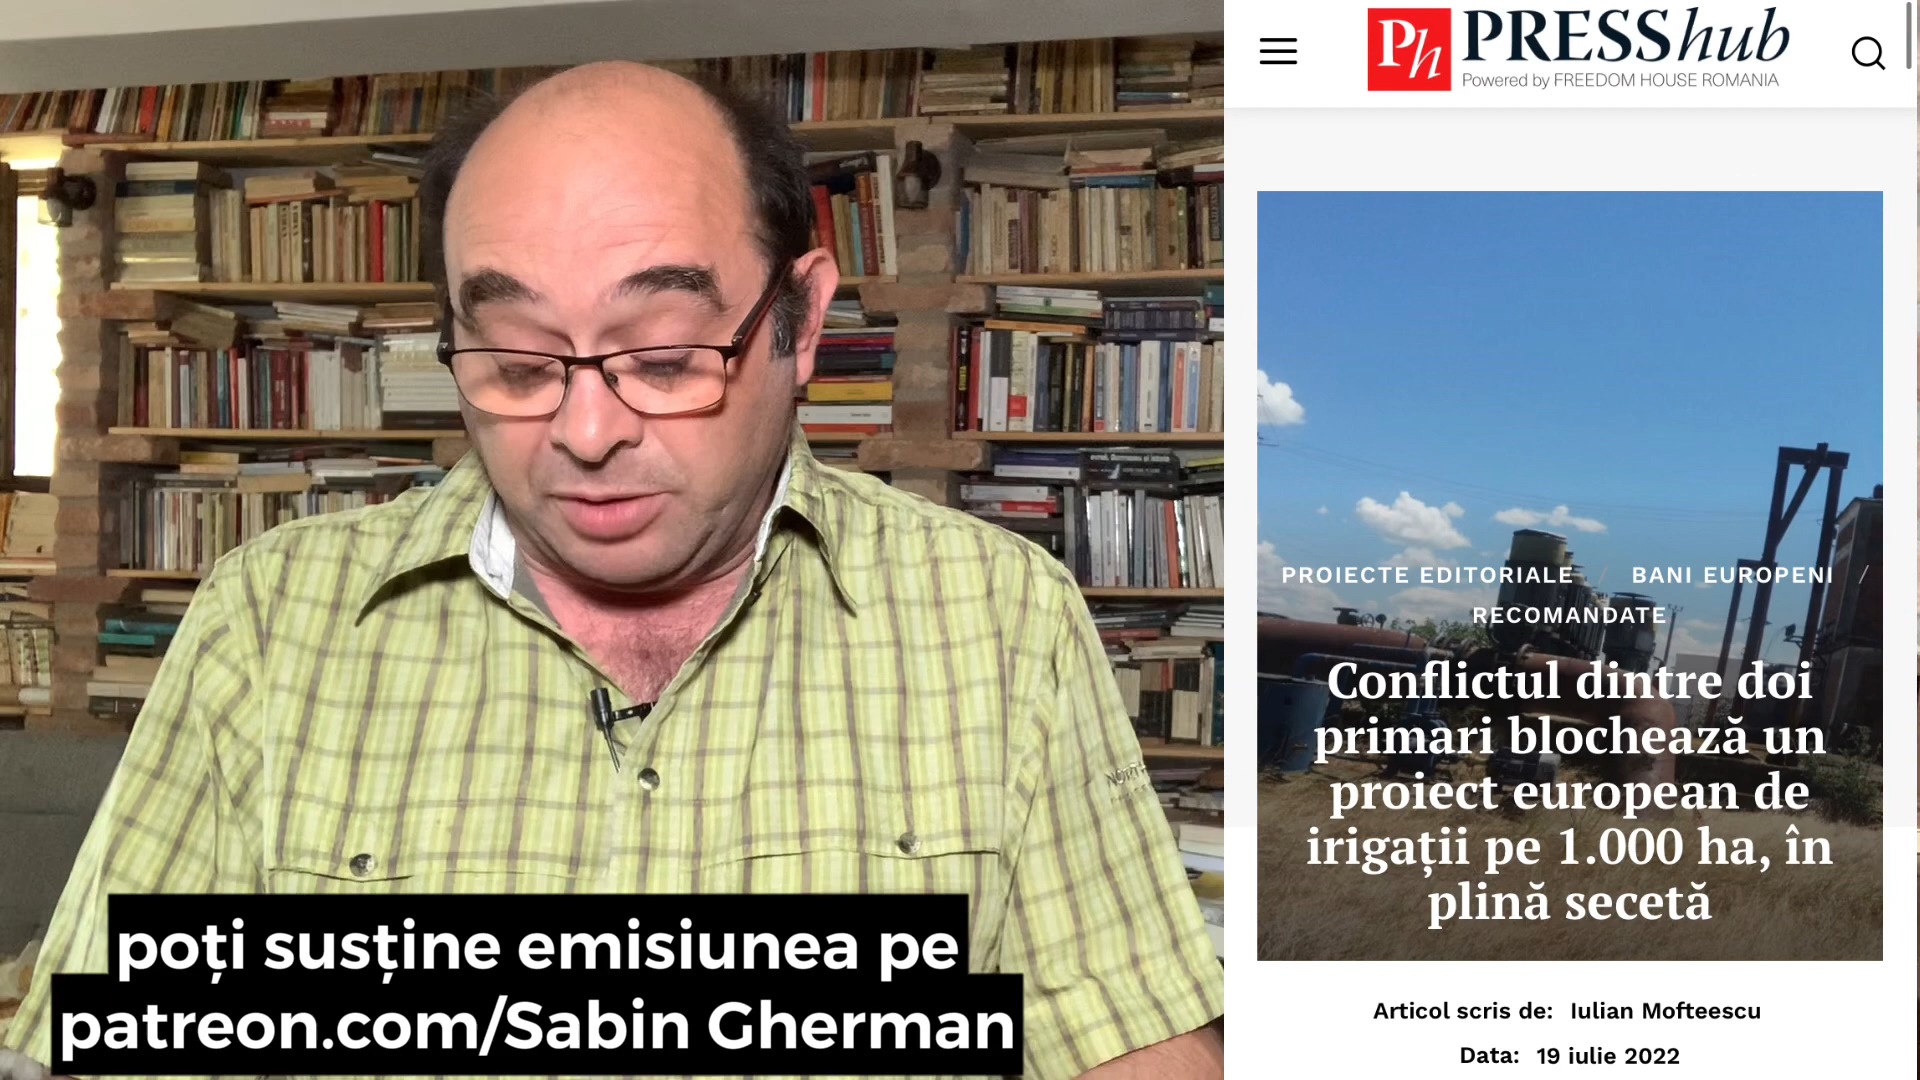 poți susține emisiunea pe
patreon.com/Sabin Gherman
Ph PRESShub
Powered by FREEDOM HOUSE ROMANIA
PROIECTE EDITORIALE / BANI EUROPENI /
RECOMANDATE
Conflictul dintre doi
primari blochează un
proiect european de
irigații pe 1.000 ha, în
plină secetă
Articol scris de: Iulian Mofteescu
Data: 19 iulie 2022